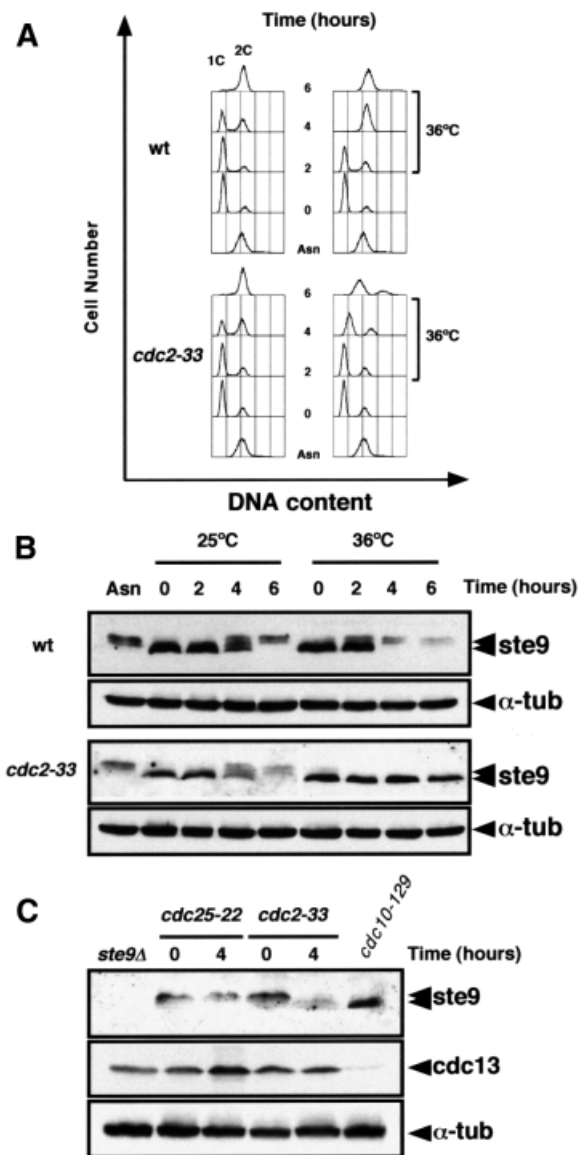 A
Time (hours)
1C 2C
6
4
36ºC
wt
2
0
Asn
Cell Number
6
4
36ºC
cdc2-33
2
0
Asn
DNA content
B
25ºC 36ºC
Asn 0 2 4 6 0 2 4 6 Time (hours)
wt
ste9
α-tub
cdc2-33
ste9
α-tub
C
cdc25-22 cdc2-33 cdc10-129
ste9Δ 0 4 0 4 Time (hours)
ste9
cdc13
α-tub